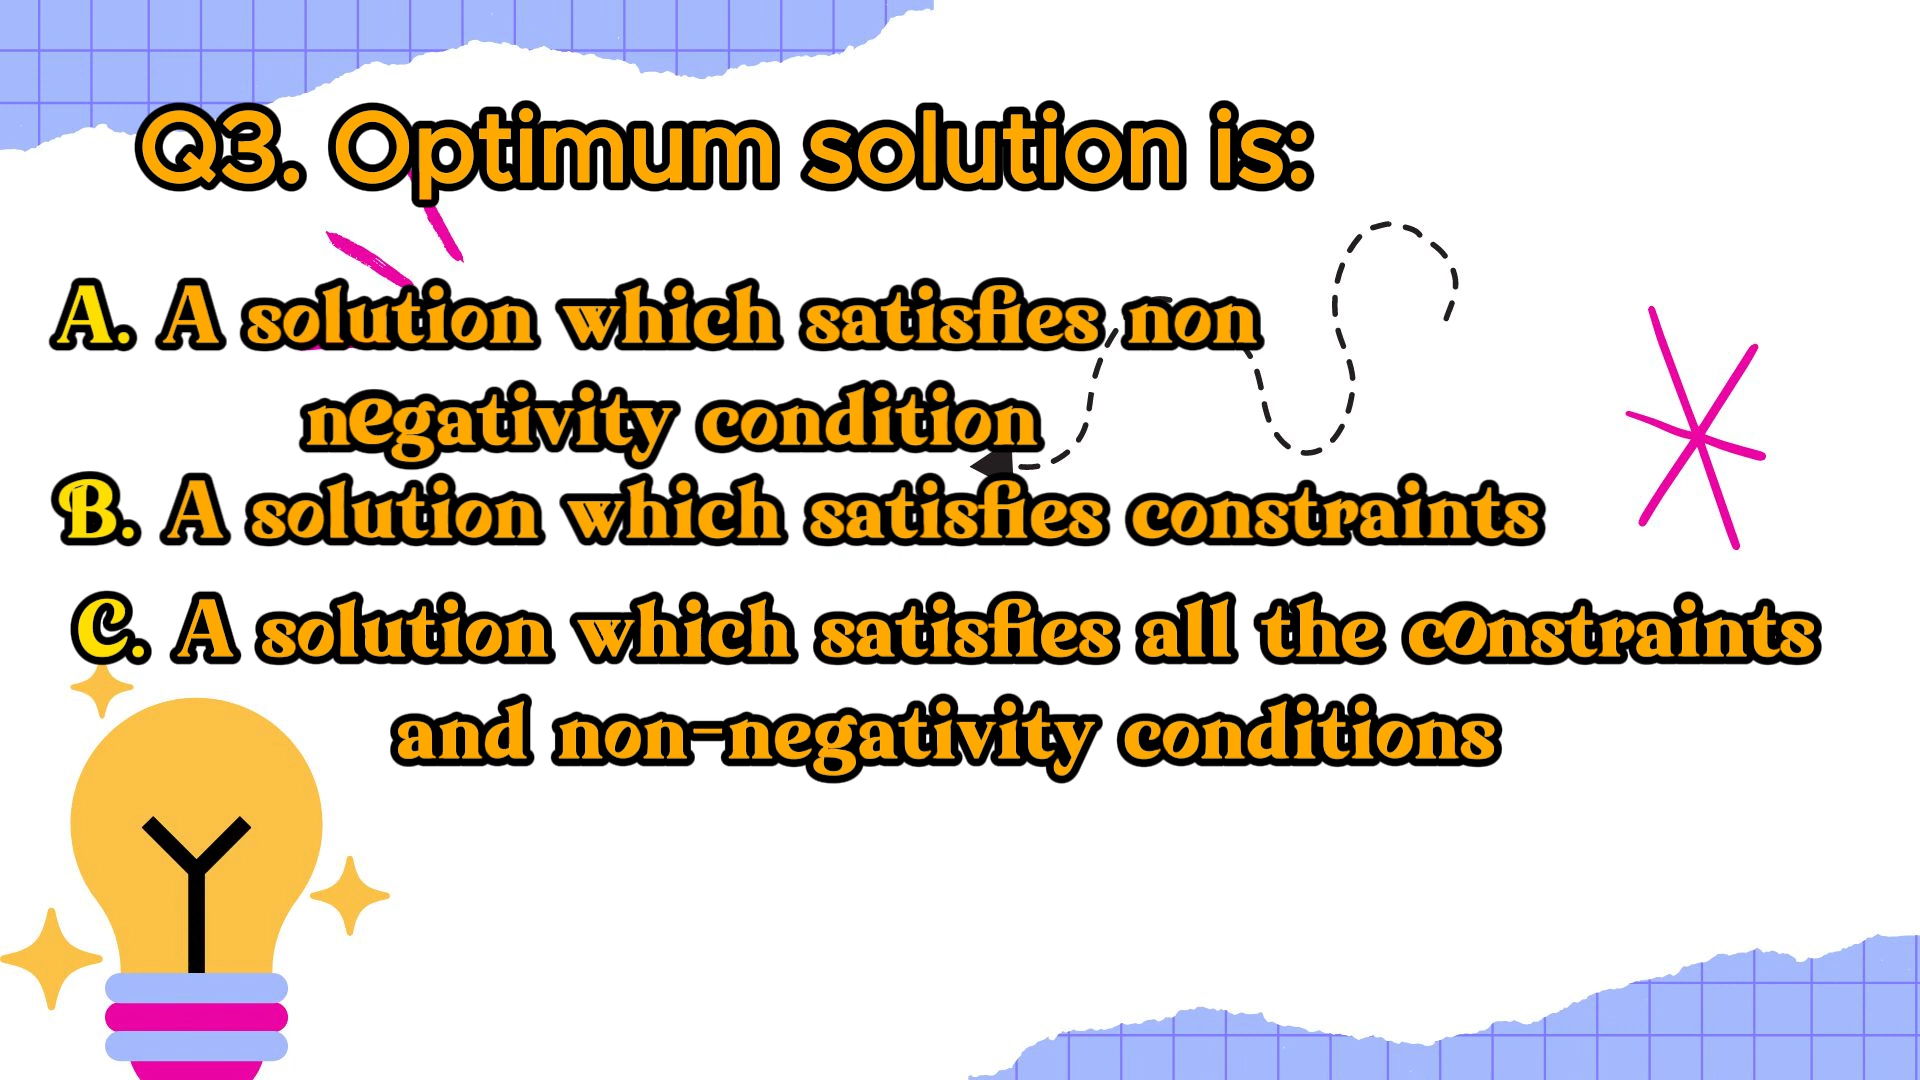 Q3. Optimum solution is:
A. A solution which satisfies non
negativity condition
B. A solution which satisfies constraints
C. A solution which satisfies all the constraints
and non-negativity conditions